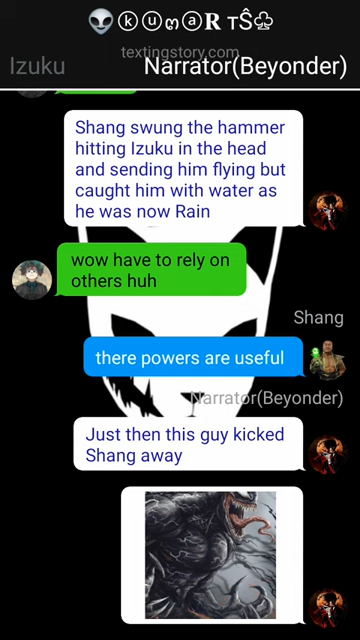 👽ⓚⓤ௱ⓐ𝐑 тŜ♧
textingstory.com
Izuku
Narrator(Beyonder)
Shang swung the hammer
hitting Izuku in the head
and sending him flying but
caught him with water as
he was now Rain
wow have to rely on
others huh
Shang
there powers are useful
Narrator(Beyonder)
Just then this guy kicked
Shang away